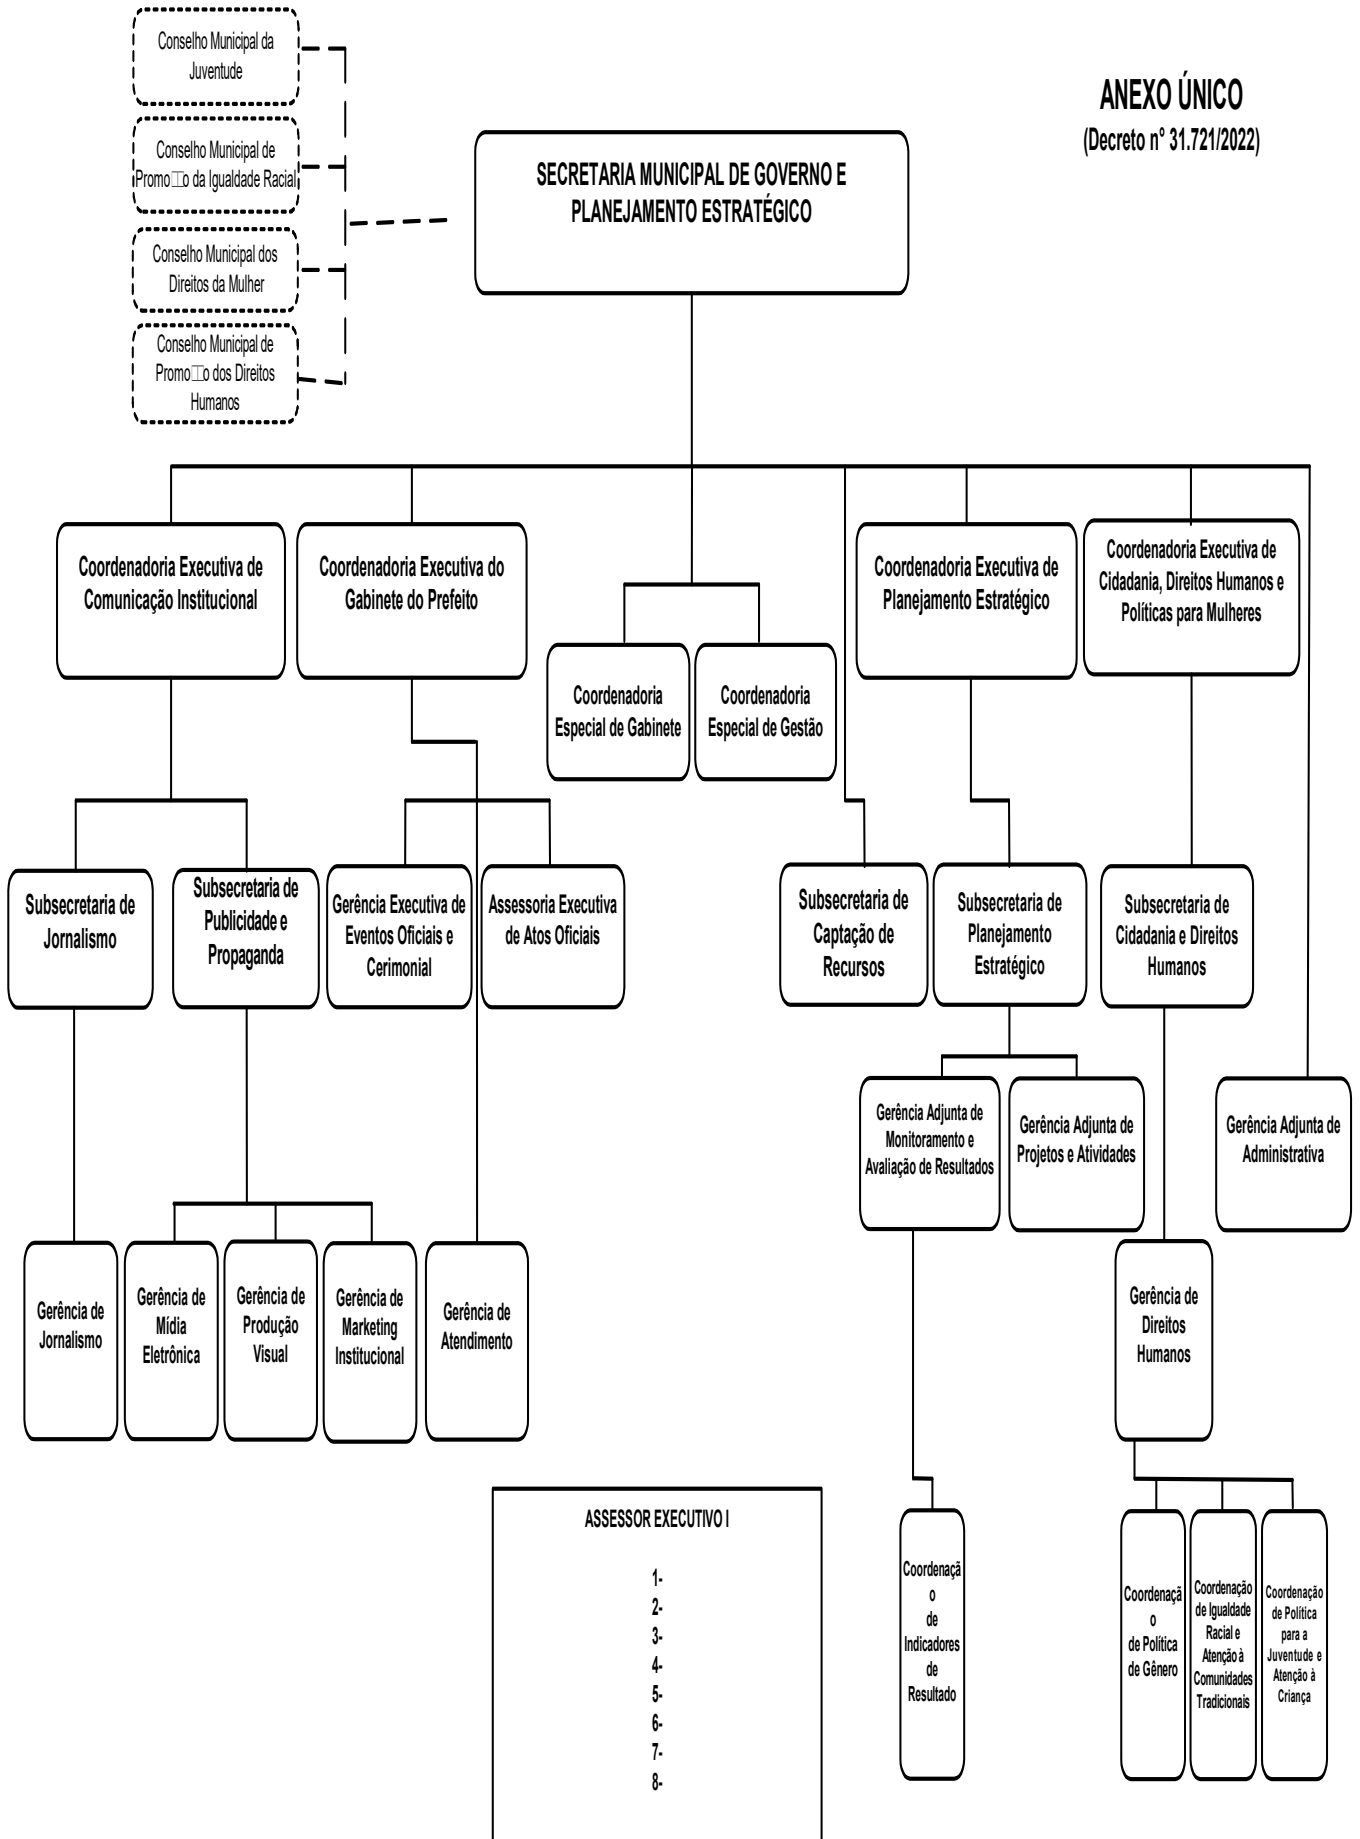 Conselho Municipal da
Juventude
Conselho Municipal de
Promo□□o da Igualdade Racial
Conselho Municipal dos
Direitos da Mulher
Conselho Municipal de
Promo□□o dos Direitos
Humanos
ANEXO ÚNICO
(Decreto n° 31.721/2022)
SECRETARIA MUNICIPAL DE GOVERNO E
PLANEJAMENTO ESTRATÉGICO
Coordenadoria Executiva de
Comunicação Institucional
Coordenadoria Executiva do
Gabinete do Prefeito
Coordenadoria
Especial de Gabinete
Coordenadoria
Especial de Gestão
Coordenadoria Executiva de
Planejamento Estratégico
Coordenadoria Executiva de
Cidadania, Direitos Humanos e
Políticas para Mulheres
Subsecretaria de
Jornalismo
Subsecretaria de
Publicidade e
Propaganda
Gerência Executiva de
Eventos Oficiais e
Cerimonial
Assessoria Executiva
de Atos Oficiais
Subsecretaria de
Captação de
Recursos
Subsecretaria de
Planejamento
Estratégico
Subsecretaria de
Cidadania e Direitos
Humanos
Gerência Adjunta de
Monitoramento e
Avaliação de Resultados
Gerência Adjunta de
Projetos e Atividades
Gerência Adjunta de
Administrativa
Gerência de
Jornalismo
Gerência de
Mídia
Eletrônica
Gerência de
Produção
Visual
Gerência de
Marketing
Institucional
Gerência de
Atendimento
Gerência de
Direitos
Humanos
ASSESSOR EXECUTIVO I
1-
2-
3-
4-
5-
6-
7-
8-
Coordenaçã
o
de
Indicadores
de
Resultado
Coordenaçã
o
de Política
de Gênero
Coordenação
de Igualdade
Racial e
Atenção à
Comunidades
Tradicionais
Coordenação
de Política
para a
Juventude e
Atenção à
Criança